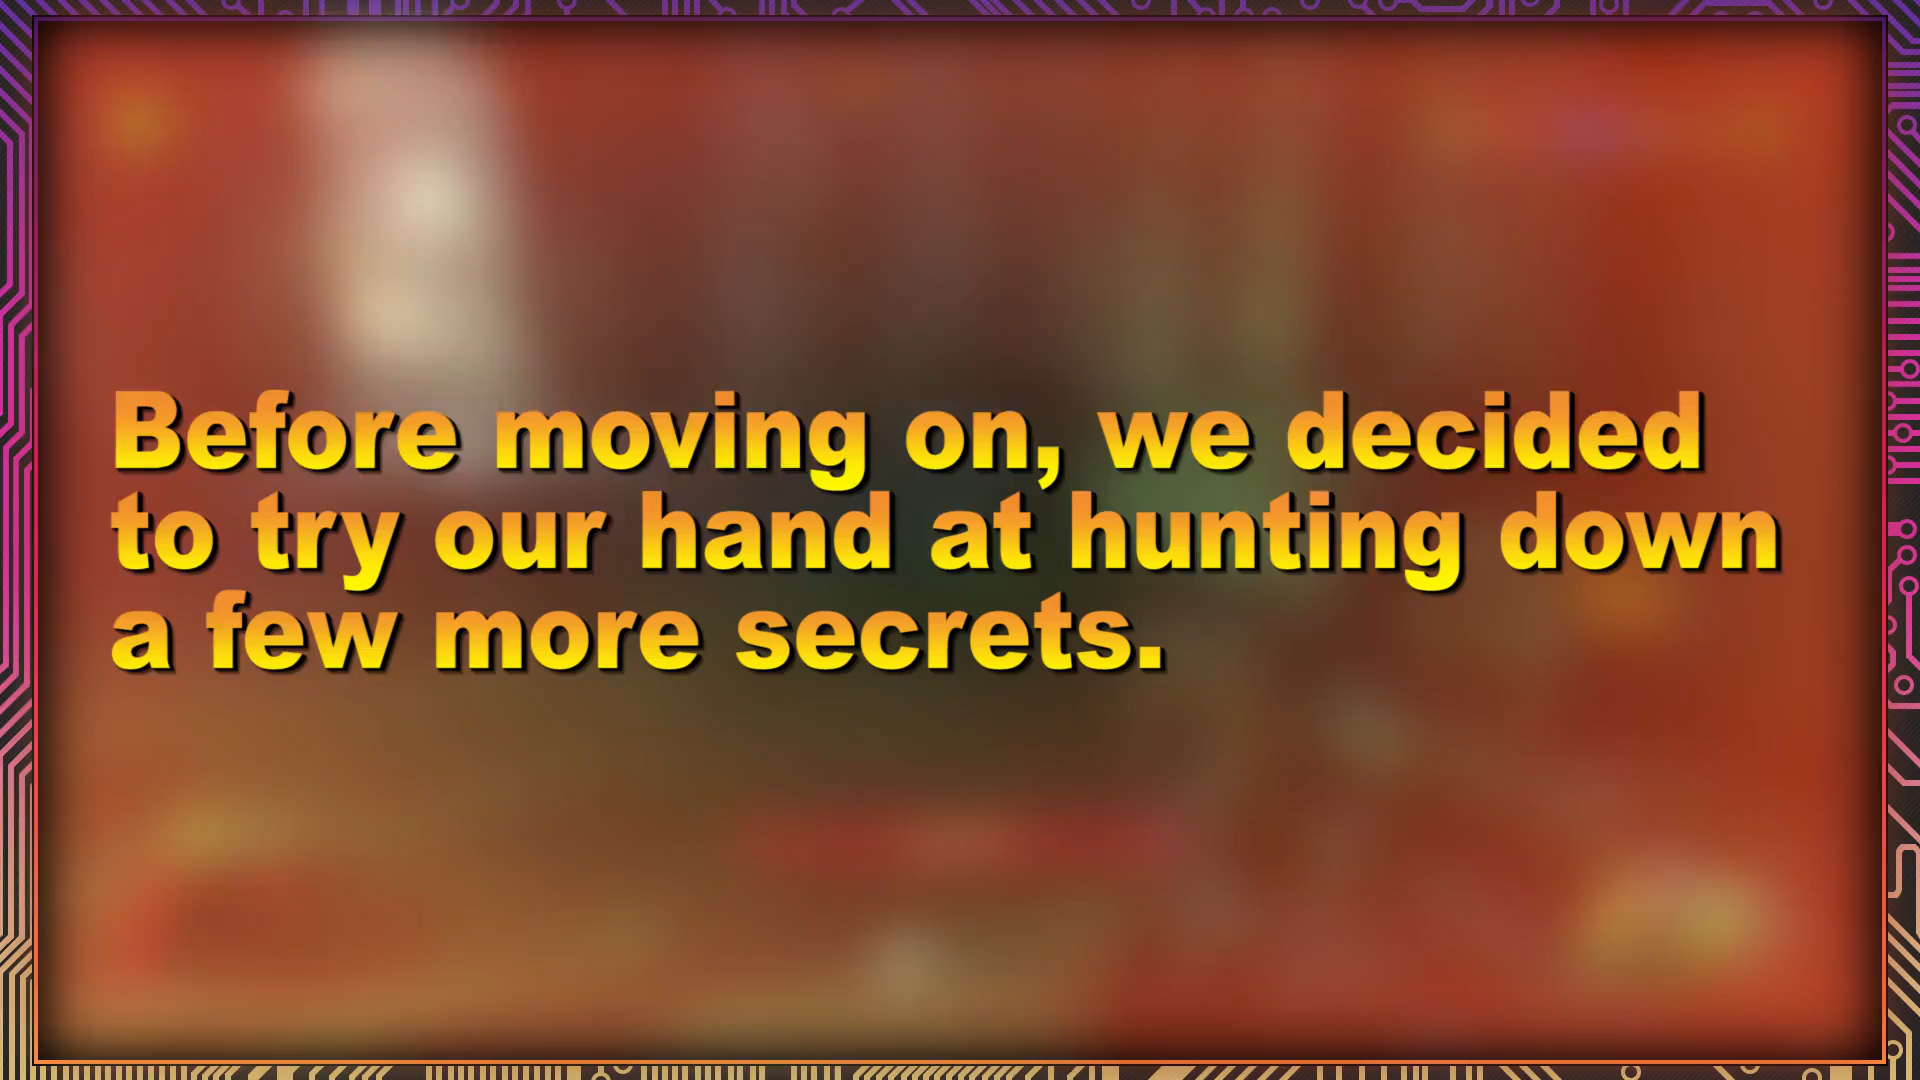 Before moving on, we decided
to try our hand at hunting down
a few more secrets.